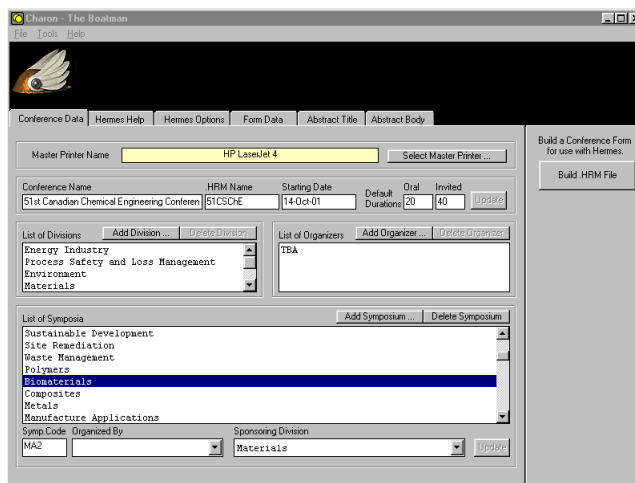 Charon - The Boatman
File Tools Help
Conference Data Hermes Help Hermes Options Form Data Abstract Title Abstract Body
Build a Conference Form
for use with Hermes.
Build .HRM File
Master Printer Name HP LaserJet 4 Select Master Printer ...
Conference Name .HRM Name Starting Date Default Durations Oral Invited
51st Canadian Chemical Engineering Conferen 51CSChE 14-Oct-01 20 40 Update
List of Divisions Add Division ... Delete Division
Energy Industry
Process Safety and Loss Management
Environment
Materials
List of Organizers Add Organizer ... Delete Organizer
TBA
List of Symposia Add Symposium ... Delete Symposium
Sustainable Development
Site Remediation
Waste Management
Polymers
Biomaterials
Composites
Metals
Manufacture Applications
Symp.Code Organized By Sponsoring Division
MA2 Materials Update